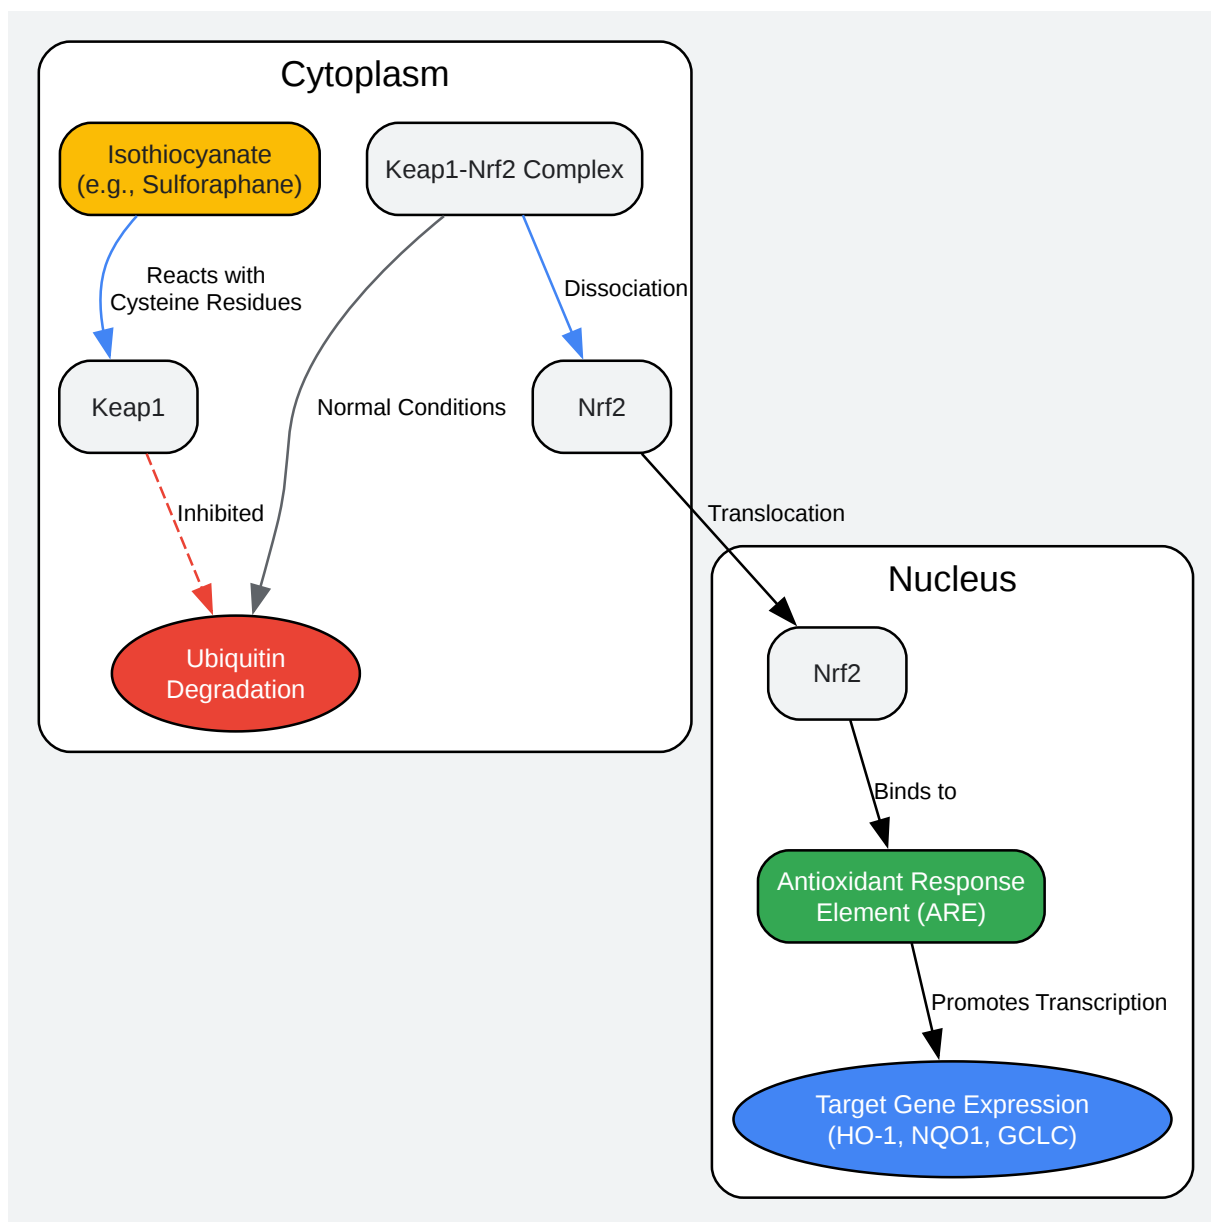 Cytoplasm
Isothiocyanate
(e.g., Sulforaphane)
Keap1-Nrf2 Complex
Reacts with
Cysteine Residues
Dissociation
Keap1
Normal Conditions
Nrf2
Inhibited
Translocation
Ubiquitin
Degradation
Nucleus
Nrf2
Binds to
Antioxidant Response
Element (ARE)
Promotes Transcription
Target Gene Expression
(HO-1, NQO1, GCLC)